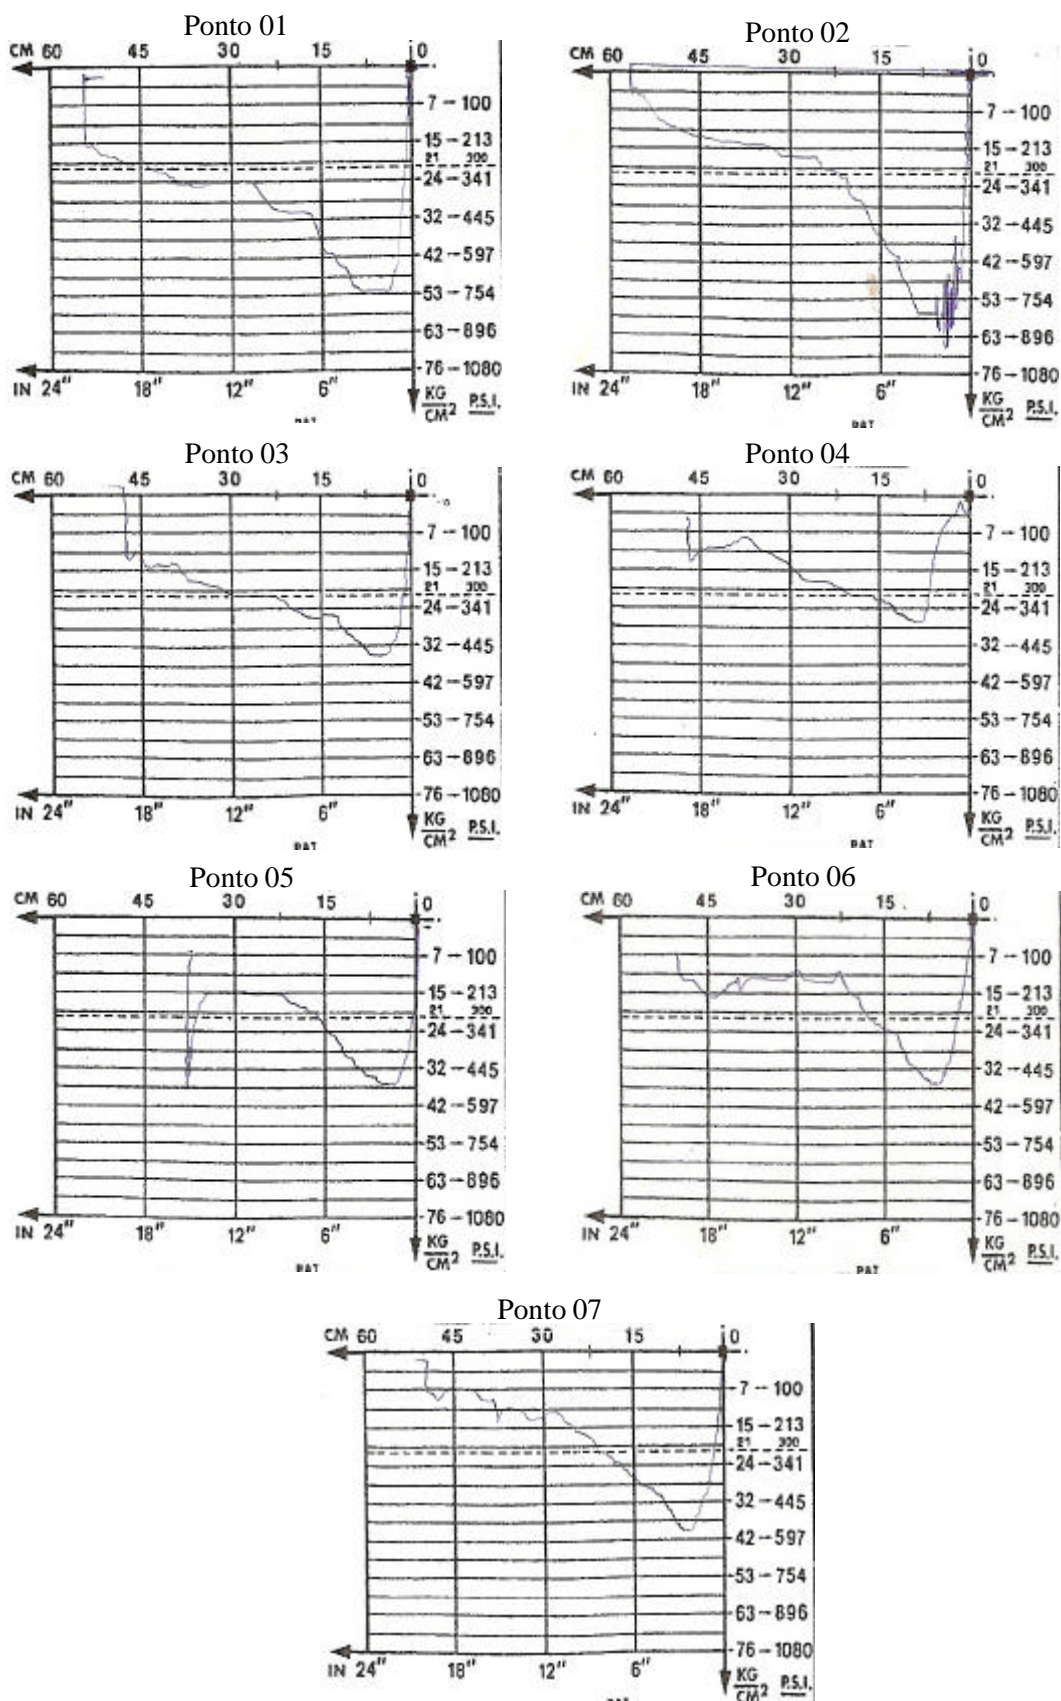 Ponto 01
CM 60 45 30 15 0
7-100
15-213
21 300
24-341
32-445
42-597
53-754
63-896
76-1080
IN 24" 18" 12" 6"
KG/CM² P.S.I.
Ponto 02
CM 60 45 30 15 0
7-100
15-213
21 300
24-341
32-445
42-597
53-754
63-896
76-1080
IN 24" 18" 12" 6"
KG/CM² P.S.I.
Ponto 03
CM 60 45 30 15 0
7-100
15-213
21 300
24-341
32-445
42-597
53-754
63-896
76-1080
IN 24" 18" 12" 6"
KG/CM² P.S.I.
Ponto 04
CM 60 45 30 15 0
7-100
15-213
21 300
24-341
32-445
42-597
53-754
63-896
76-1080
IN 24" 18" 12" 6"
KG/CM² P.S.I.
Ponto 05
CM 60 45 30 15 0
7-100
15-213
21 300
24-341
32-445
42-597
53-754
63-896
76-1080
IN 24" 18" 12" 6"
KG/CM² P.S.I.
Ponto 06
CM 60 45 30 15 0
7-100
15-213
21 300
24-341
32-445
42-597
53-754
63-896
76-1080
IN 24" 18" 12" 6"
KG/CM² P.S.I.
Ponto 07
CM 60 45 30 15 0
7-100
15-213
21 300
24-341
32-445
42-597
53-754
63-896
76-1080
IN 24" 18" 12" 6"
KG/CM² P.S.I.